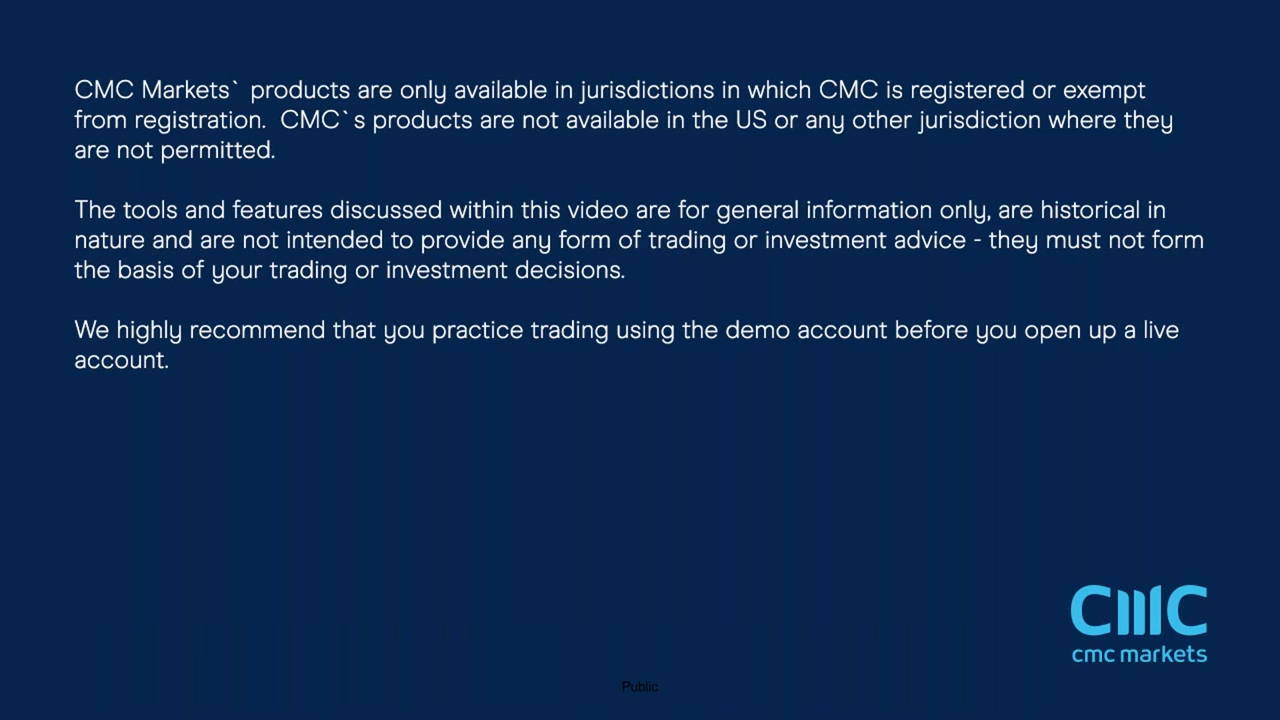 CMC Markets` products are only available in jurisdictions in which CMC is registered or exempt
from registration.  CMC`s products are not available in the US or any other jurisdiction where they
are not permitted.
The tools and features discussed within this video are for general information only, are historical in
nature and are not intended to provide any form of trading or investment advice - they must not form
the basis of your trading or investment decisions.
We highly recommend that you practice trading using the demo account before you open up a live
account.
CMC
cmc markets
Public